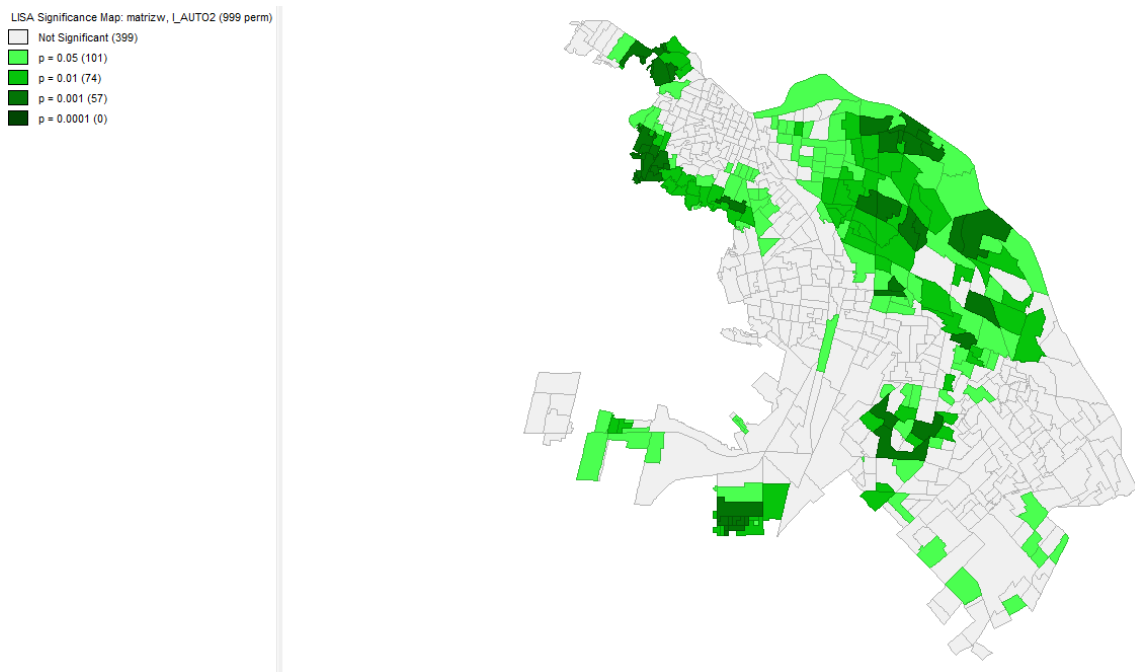 LISA Significance Map: matrizw, I_AUTO2 (999 perm)
Not Significant (399)
p = 0.05 (101)
p = 0.01 (74)
p = 0.001 (57)
p = 0.0001 (0)